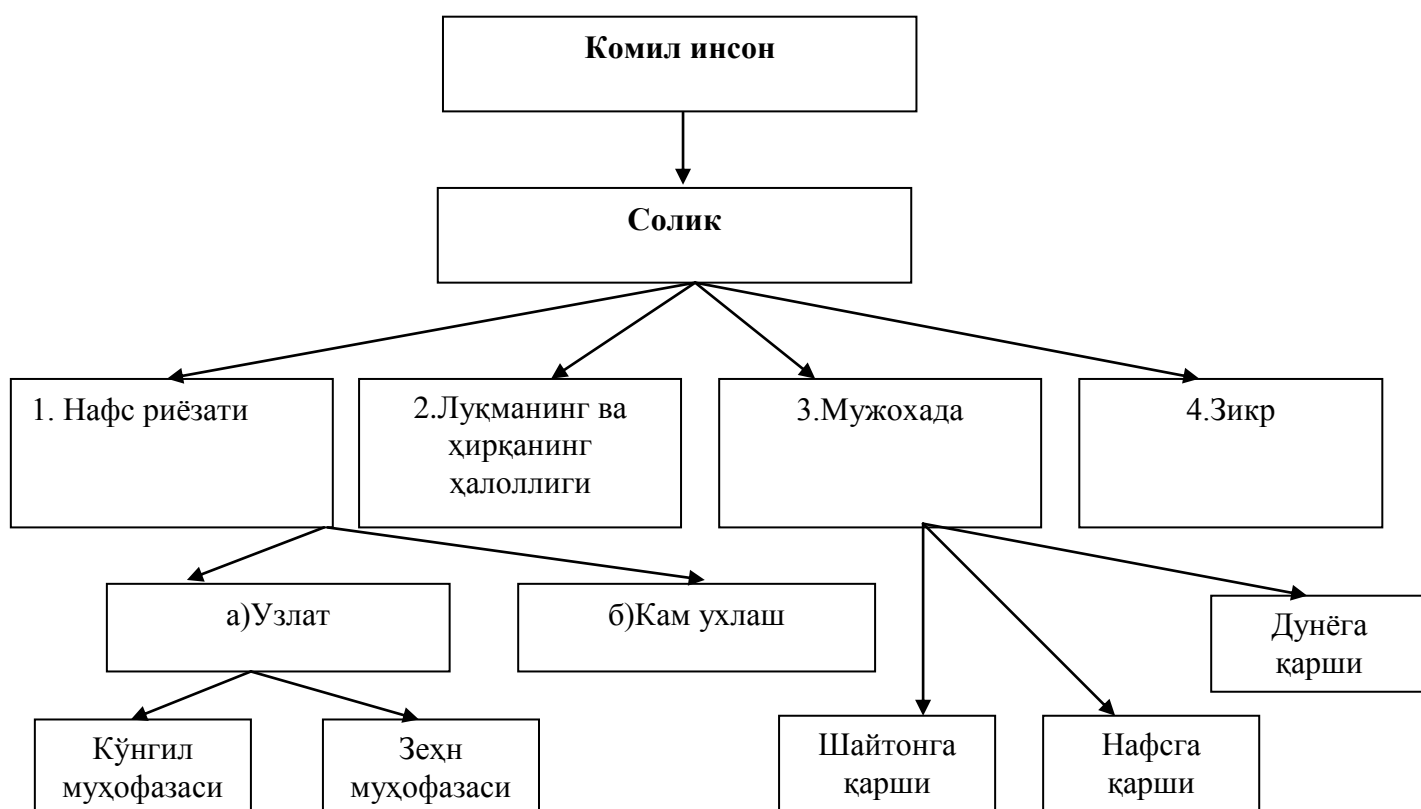 Комил инсон
Солик
1. Нафс риёзати
2.Луқманинг ва
ҳирқанинг
ҳалоллиги
3.Мужохада
4.Зикр
а)Узлат
б)Кам ухлаш
Дунёга
қарши
Кўнгил
муҳофазаси
Зеҳн
муҳофазаси
Шайтонга
қарши
Нафсга
қарши